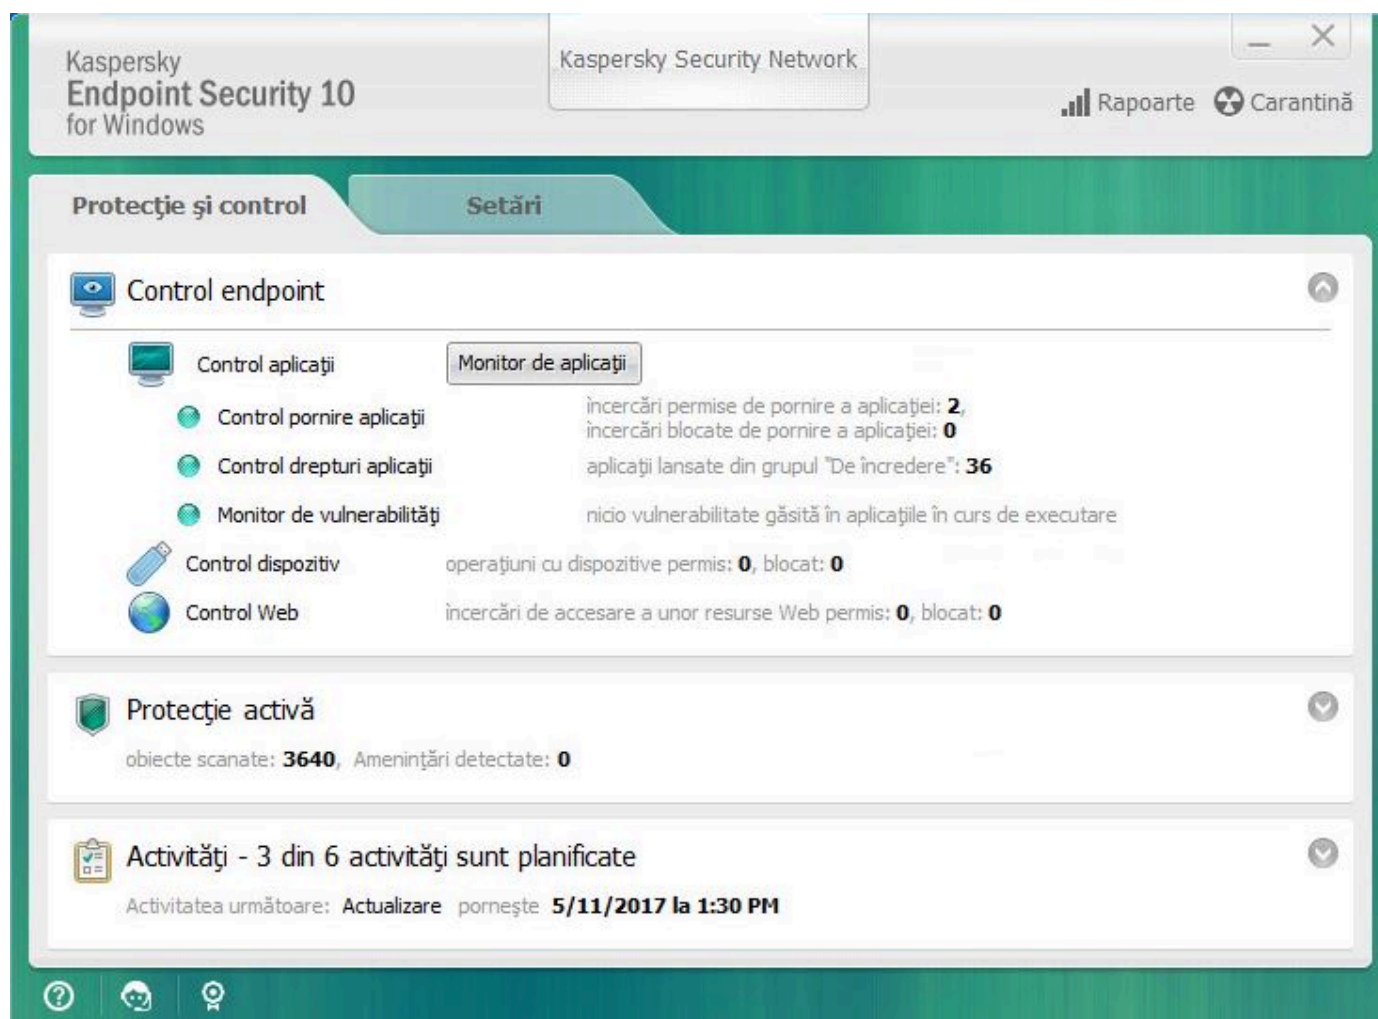 Kaspersky
Endpoint Security 10
for Windows
Kaspersky Security Network
Rapoarte
Carantină
Protecţie şi control
Setări
Control endpoint
Control aplicaţii
Monitor de aplicaţii
Control pornire aplicaţii
încercări permise de pornire a aplicaţiei: 2,
încercări blocate de pornire a aplicaţiei: 0
Control drepturi aplicaţii
aplicaţii lansate din grupul "De încredere": 36
Monitor de vulnerabilităţi
nicio vulnerabilitate găsită în aplicaţiile în curs de executare
Control dispozitiv
operaţiuni cu dispozitive permis: 0, blocat: 0
Control Web
încercări de accesare a unor resurse Web permis: 0, blocat: 0
Protecţie activă
obiecte scanate: 3640, Ameninţări detectate: 0
Activităţi - 3 din 6 activităţi sunt planificate
Activitatea următoare: Actualizare porneşte 5/11/2017 la 1:30 PM